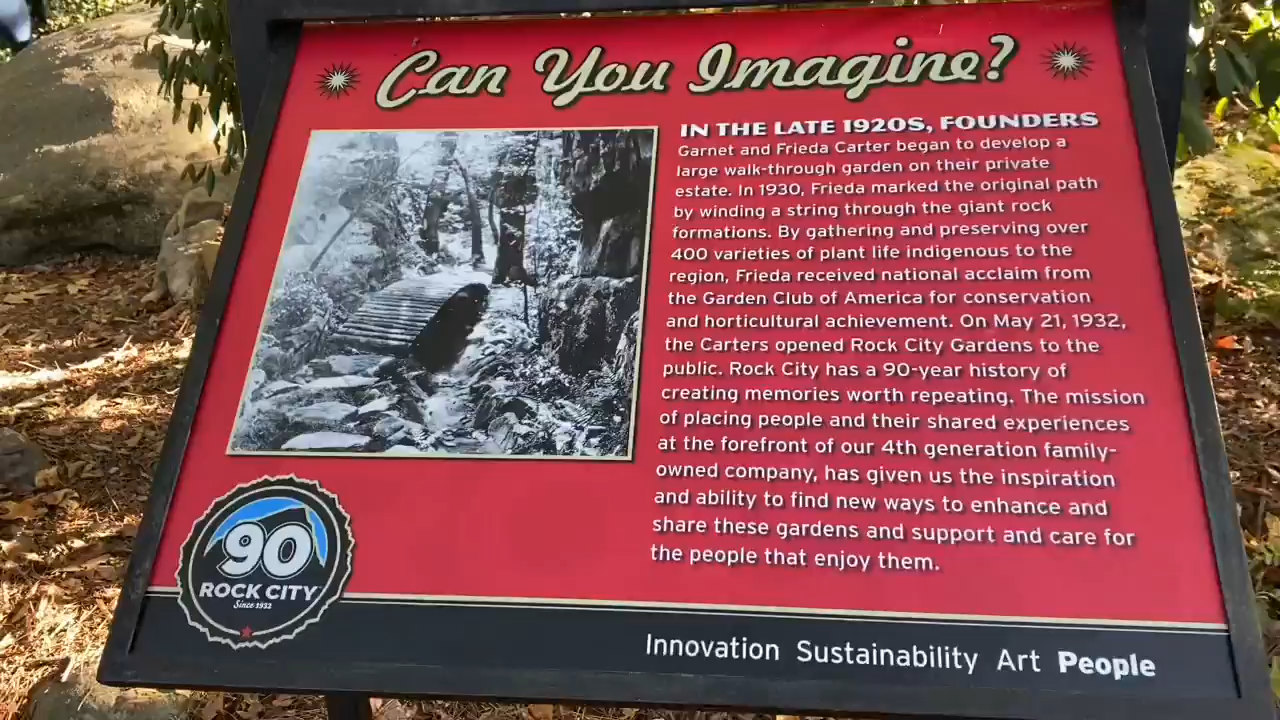 Can You Imagine?
IN THE LATE 1920S, FOUNDERS
Garnet and Frieda Carter began to develop a
large walk-through garden on their private
estate. In 1930, Frieda marked the original path
by winding a string through the giant rock
formations. By gathering and preserving over
400 varieties of plant life indigenous to the
region, Frieda received national acclaim from
the Garden Club of America for conservation
and horticultural achievement. On May 21, 1932,
the Carters opened Rock City Gardens to the
public. Rock City has a 90-year history of
creating memories worth repeating. The mission
of placing people and their shared experiences
at the forefront of our 4th generation family-
owned company, has given us the inspiration
and ability to find new ways to enhance and
share these gardens and support and care for
the people that enjoy them.
90
ROCK CITY
Since 1932
Innovation Sustainability Art People